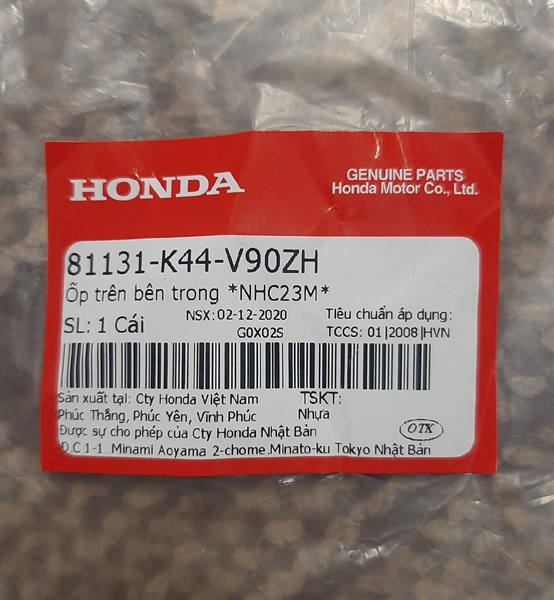 HONDA
GENUINE PARTS
Honda Motor Co., Ltd.
81131-K44-V90ZH
Ốp trên bên trong *NHC23M*
SL: 1 Cái
NSX: 02-12-2020
G0X02S
Tiêu chuẩn áp dụng:
TCCS: 01|2008|HVN
Sản xuất tại: Cty Honda Việt Nam
Phúc Thắng, Phúc Yên, Vĩnh Phúc
Được sự cho phép của Cty Honda Nhật Bản
Đ.C 1-1. Minami Aoyama 2-chome.Minato-ku Tokyo Nhật Bản
TSKT:
Nhựa
OTK